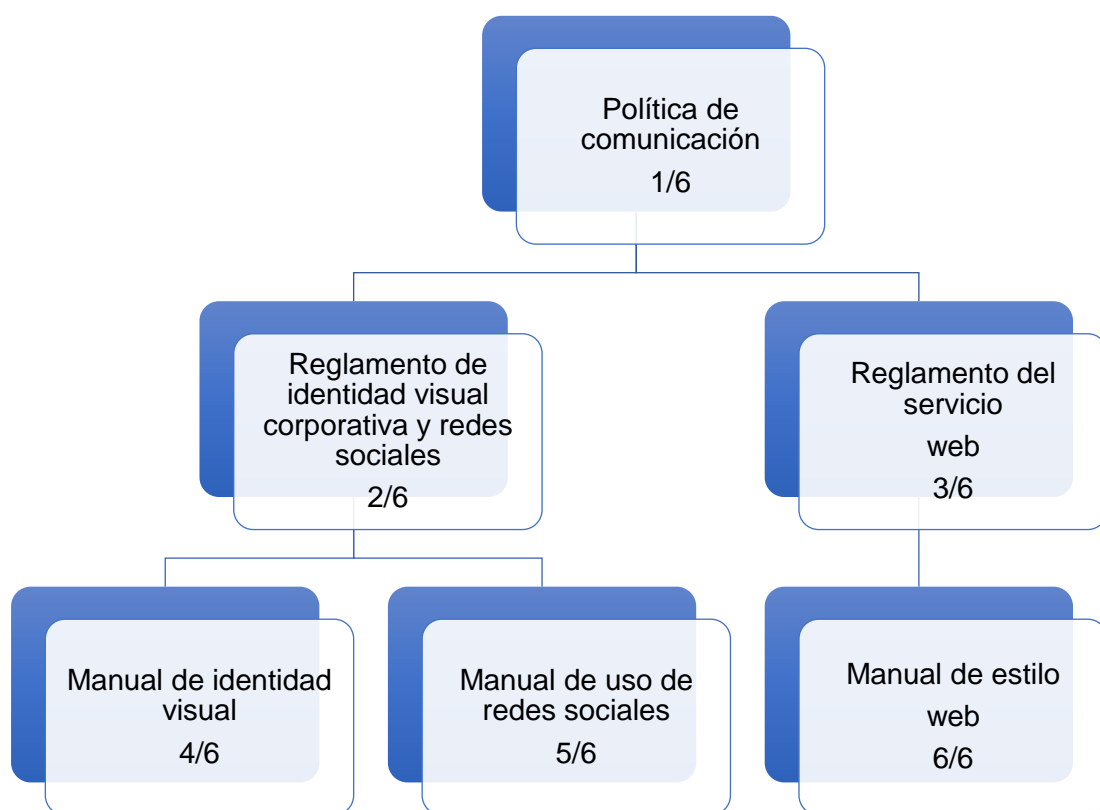 Política de
comunicación
1/6
Reglamento de
identidad visual
corporativa y redes
sociales
2/6
Reglamento del
servicio
web
3/6
Manual de identidad
visual
4/6
Manual de uso de
redes sociales
5/6
Manual de estilo
web
6/6